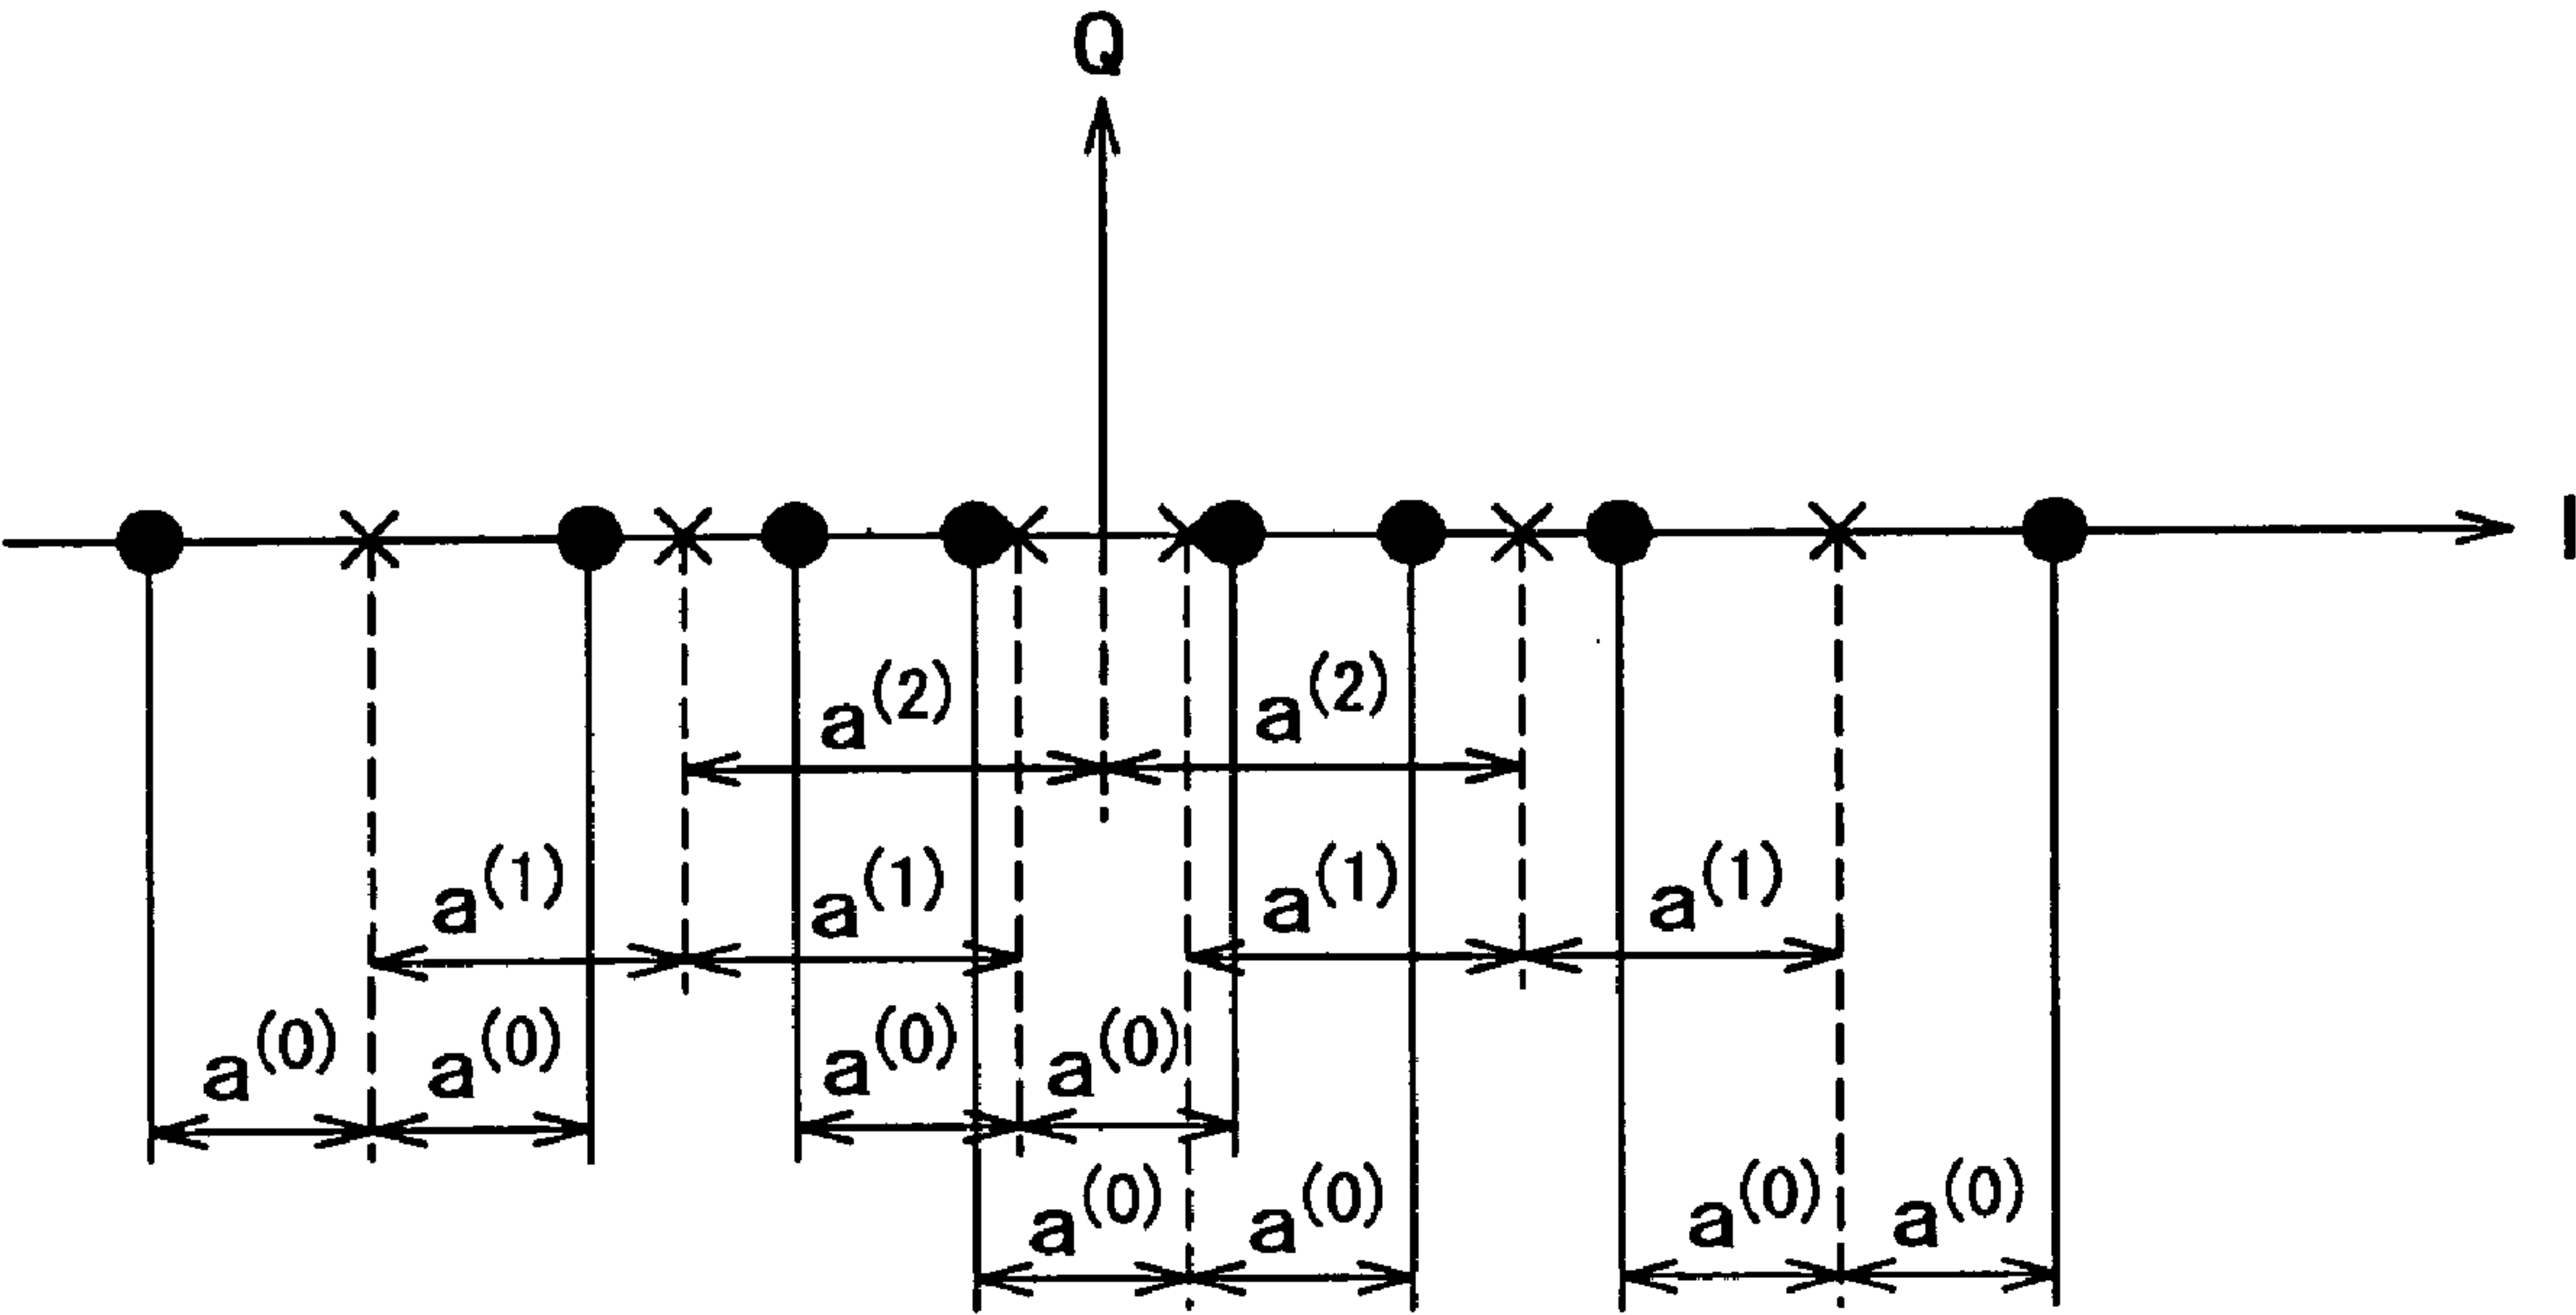 Q
I
a(2) a(2)
a(1) a(1) a(1) a(1)
a(0) a(0) a(0) a(0)
a(0) a(0) a(0) a(0)